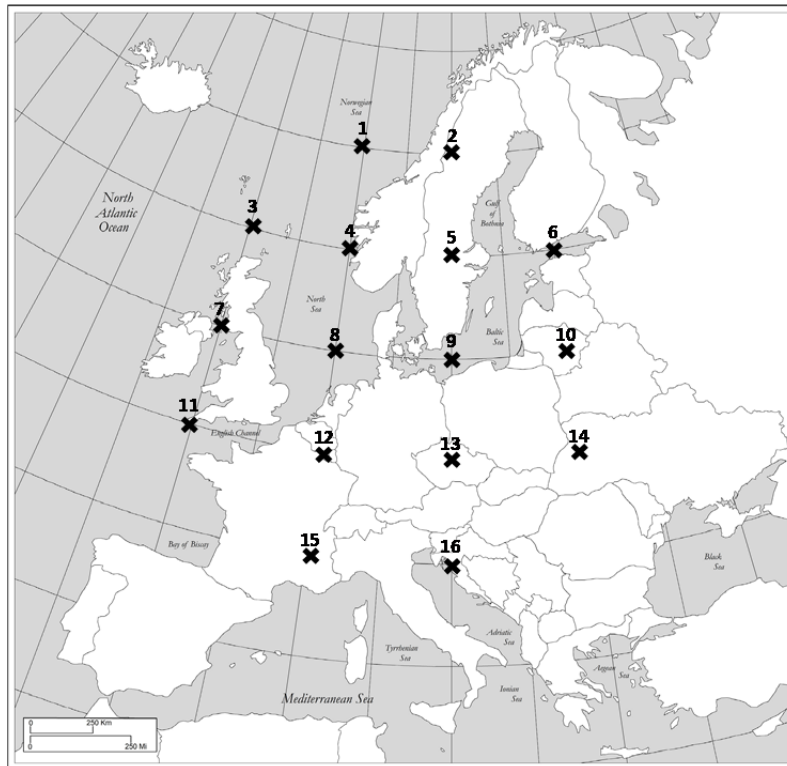 Norwegian
Sea
1
2
North
Atlantic
Ocean
3
4
5
6
Gulf
of
Bothnia
7
North
Sea
8
9
Baltic
Sea
10
11
English Channel
12
13
14
Bay of Biscay
15
16
Black
Sea
Adriatic
Sea
Tyrrhenian
Sea
Aegean
Sea
Ionian
Sea
Mediterranean Sea
0 250 Km
0 250 Mi